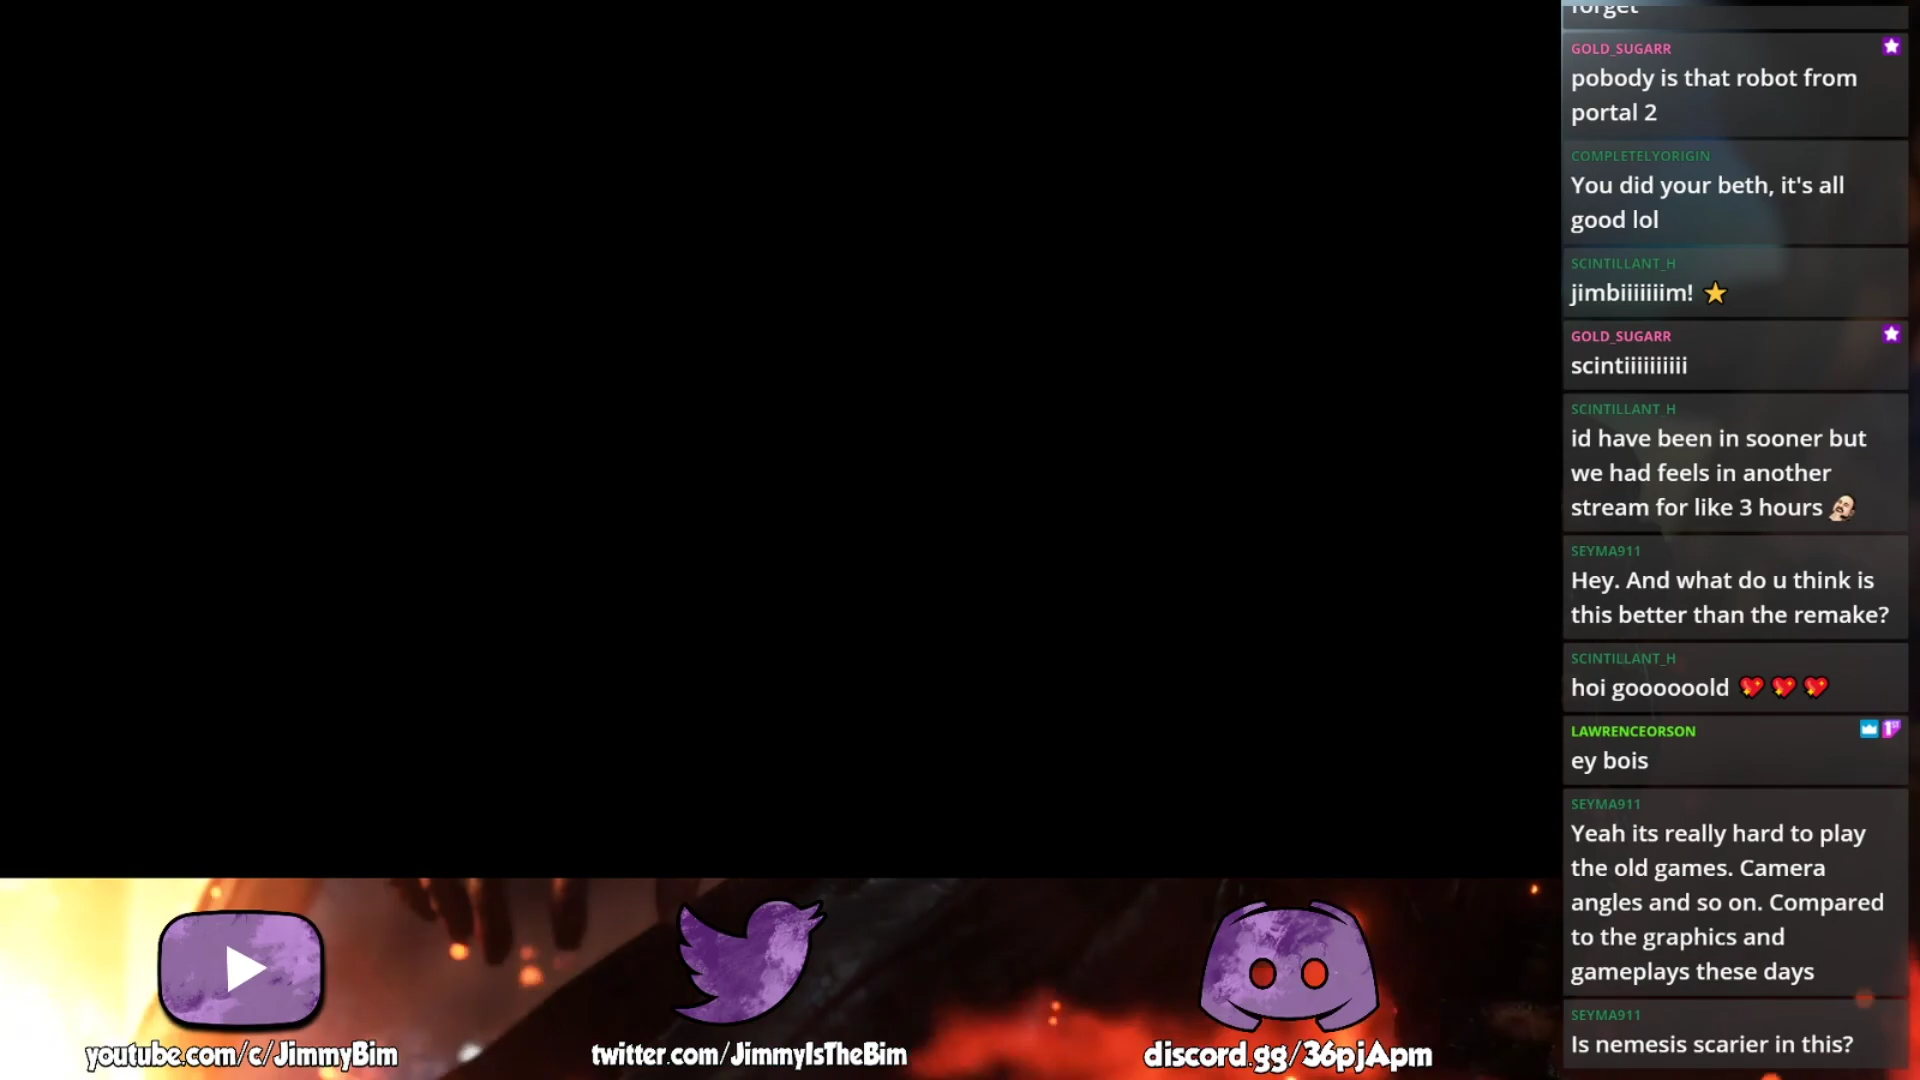 forget
GOLD_SUGARR
pobody is that robot from
portal 2
COMPLETELYORIGIN
You did your beth, it's all
good lol
SCINTILLANT_H
jimbiiiiiiim!
GOLD_SUGARR
scintiiiiiiiiii
SCINTILLANT_H
id have been in sooner but
we had feels in another
stream for like 3 hours
SEYMA911
Hey. And what do u think is
this better than the remake?
SCINTILLANT_H
hoi goooooold
LAWRENCEORSON
ey bois
SEYMA911
Yeah its really hard to play
the old games. Camera
angles and so on. Compared
to the graphics and
gameplays these days
SEYMA911
Is nemesis scarier in this?
youtube.com/c/JimmyBim
twitter.com/JimmyIsTheBim
discord.gg/36pjApm